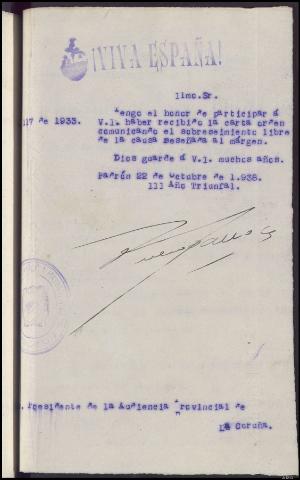 ¡VIVA ESPAÑA!
Ilmo. Sr.
Tengo el honor de participar á
17 de 1933. V.I. haber recibido la carta orden
comunicando el sobreseimiento libre
de la causa reseñada al márgen.
Dios guarde á V.I. muchos años.
Padrón 22 de Octubre de 1.938.
III Año Triunfal.
Presidente de la Audiencia Provincial de
La Coruña.